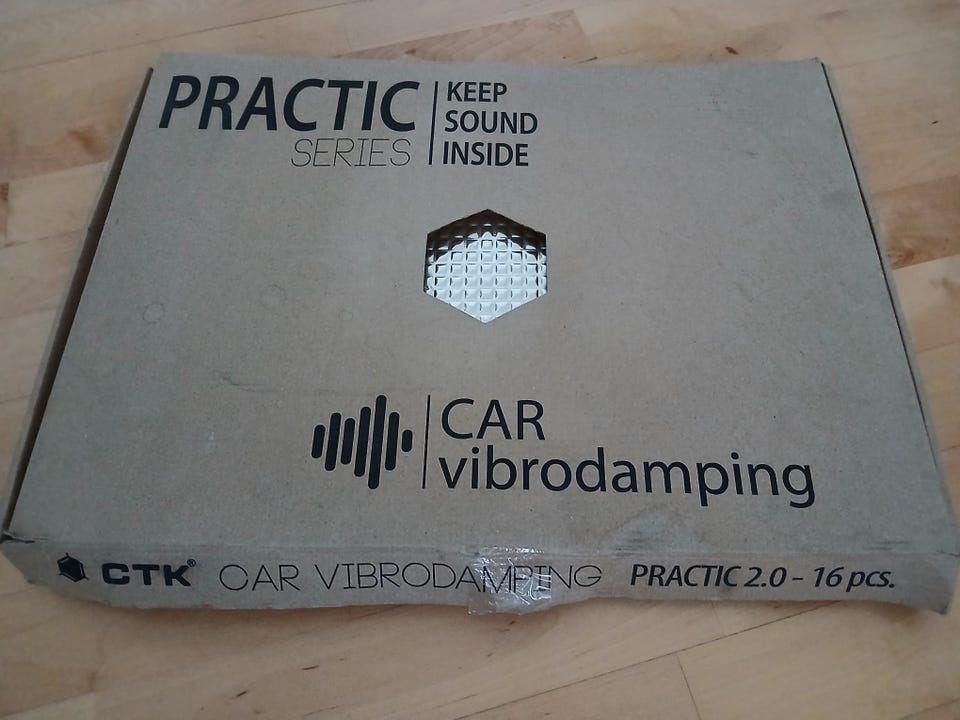 PRACTIC
SERIES
KEEP
SOUND
INSIDE
CAR
vibrodamping
CTK® CAR VIBRODAMPING PRACTIC 2.0 – 16 pcs.